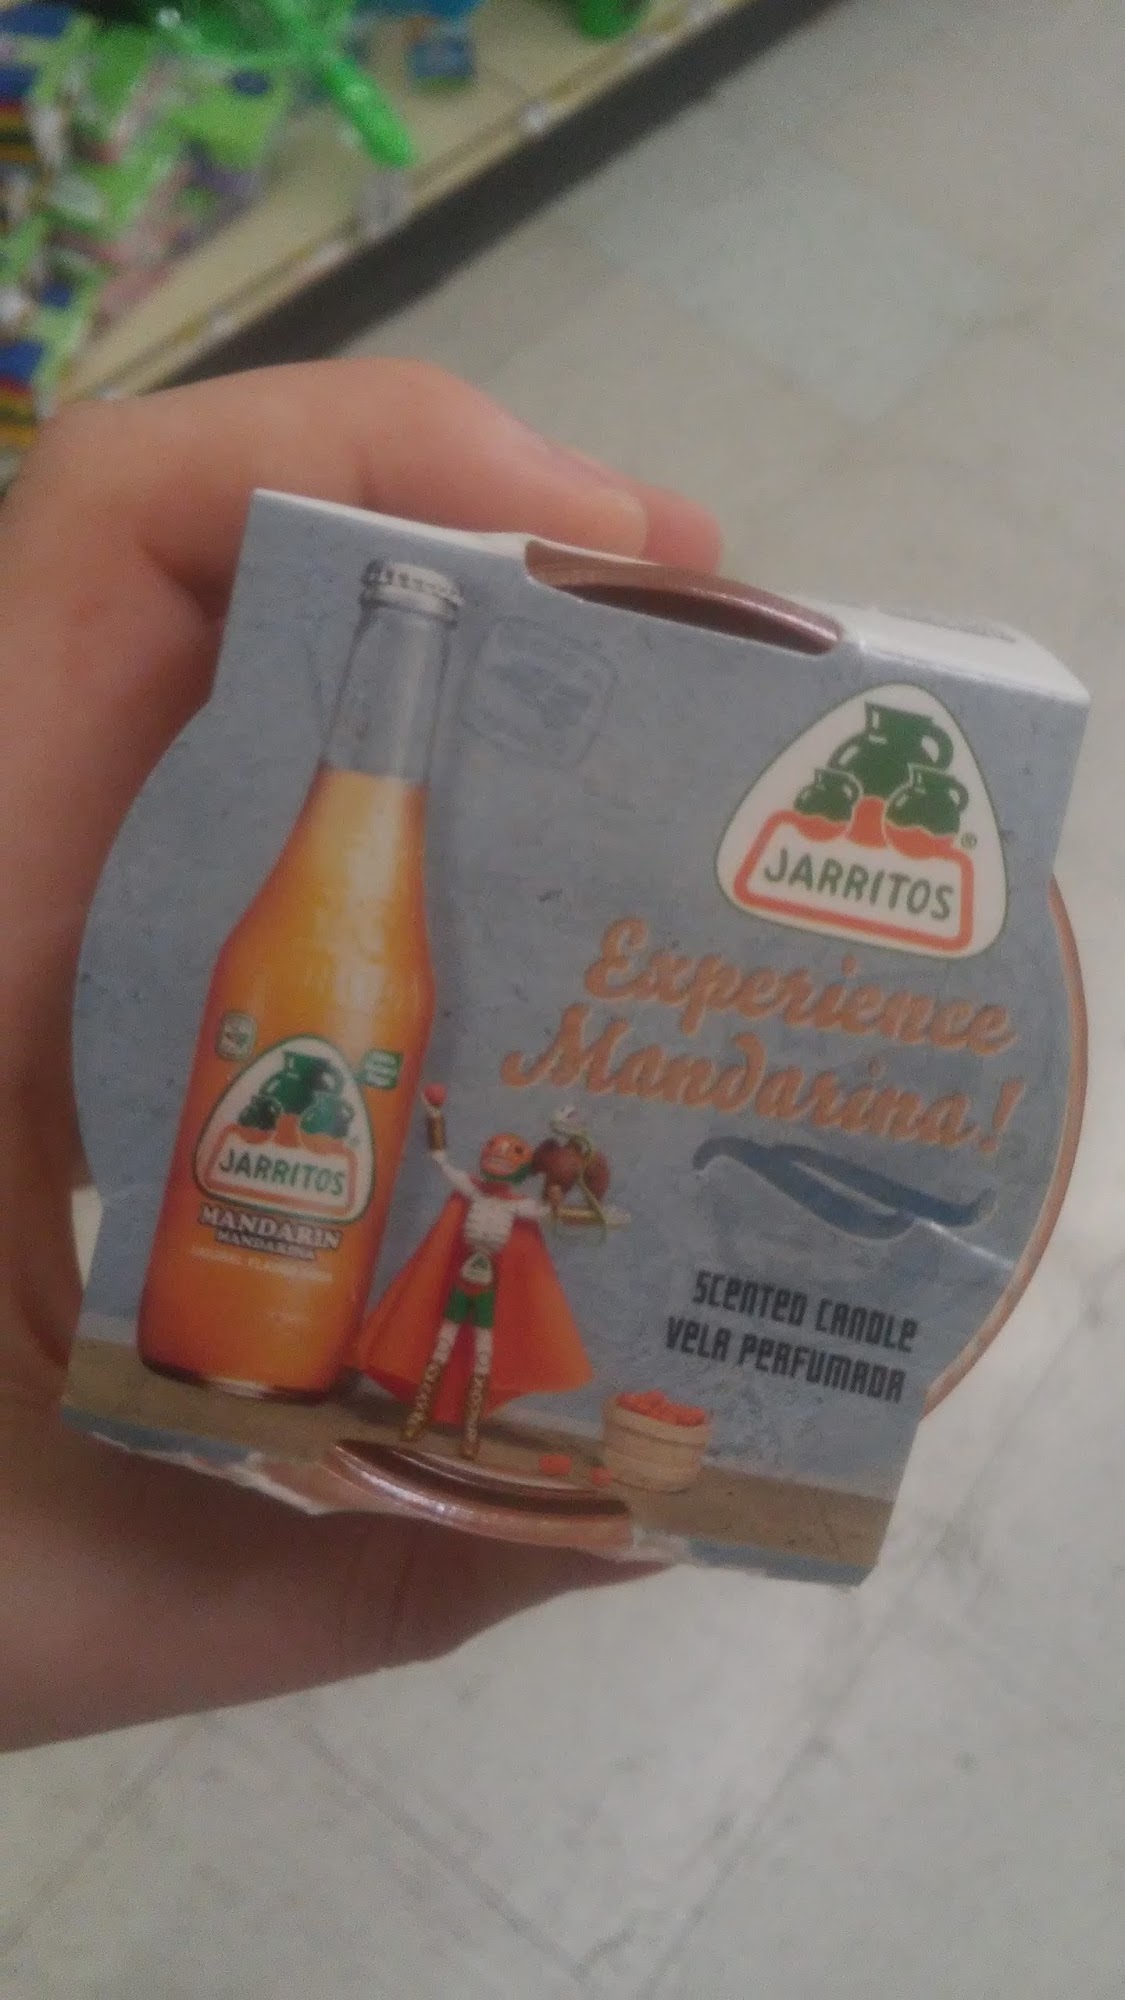 JARRITOS
Experience
Mandarina!
JARRITOS
MANDARIN
MANDARINA
SCENTED CANDLE
VELA PERFUMADA